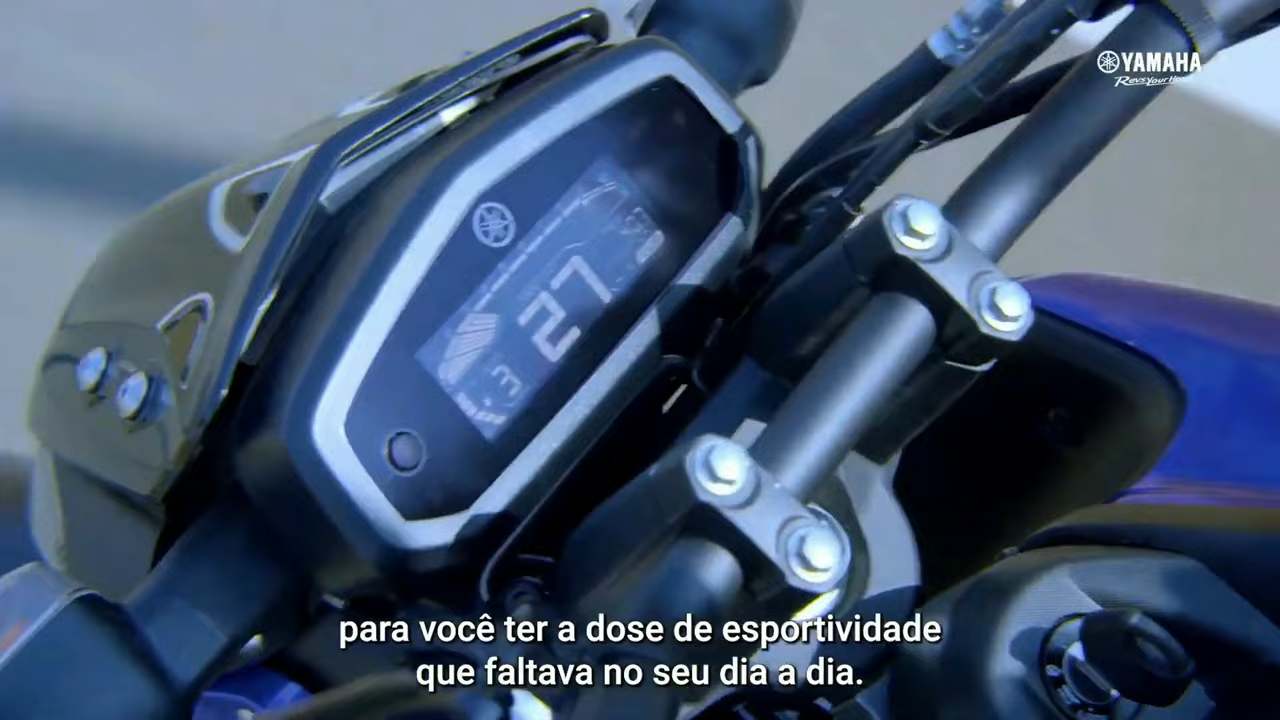 YAMAHA
Revs Your Heart
27
3
para você ter a dose de esportividade
que faltava no seu dia a dia.